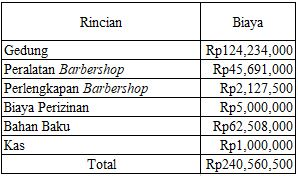 Rincian Biaya
Gedung Rp124,234,000
Peralatan Barbershop Rp45,691,000
Perlengkapan Barbershop Rp2,127,500
Biaya Perizinan Rp5,000,000
Bahan Baku Rp62,508,000
Kas Rp1,000,000
Total Rp240,560,500